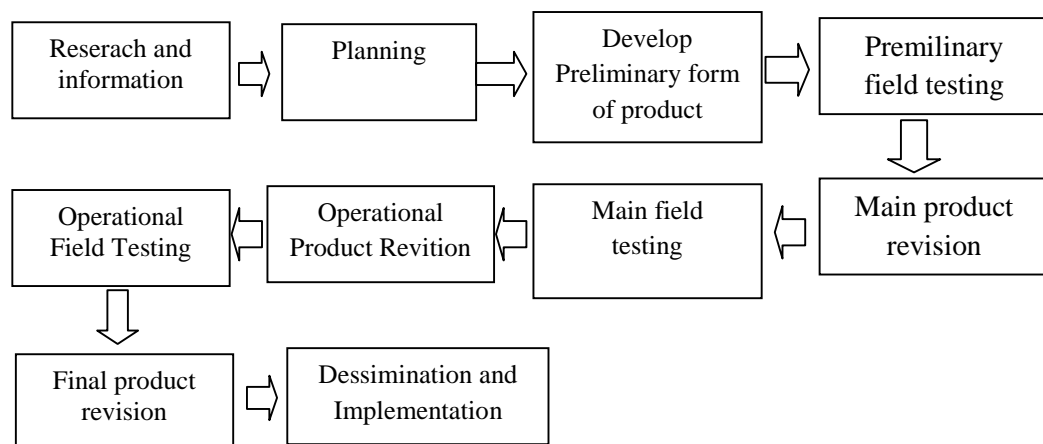 Reserach and
information
Planning
Develop
Preliminary form
of product
Premilinary
field testing
Main product
revision
Main field
testing
Operational
Product Revition
Operational
Field Testing
Final product
revision
Dessimination and
Implementation